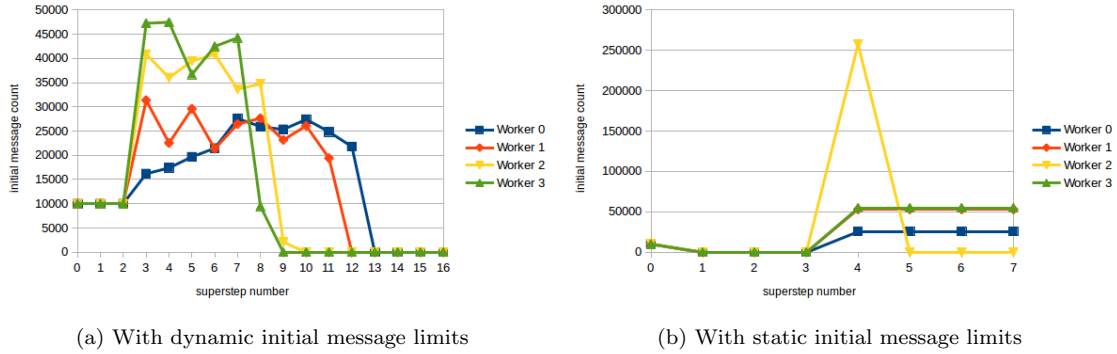 50000
45000
40000
35000
30000
25000
20000
15000
10000
5000
0
initial message count
0 1 2 3 4 5 6 7 8 9 10 11 12 13 14 15 16
superstep number
Worker 0
Worker 1
Worker 2
Worker 3
(a) With dynamic initial message limits
300000
250000
200000
150000
100000
50000
0
initial message count
0 1 2 3 4 5 6 7
superstep number
Worker 0
Worker 1
Worker 2
Worker 3
(b) With static initial message limits